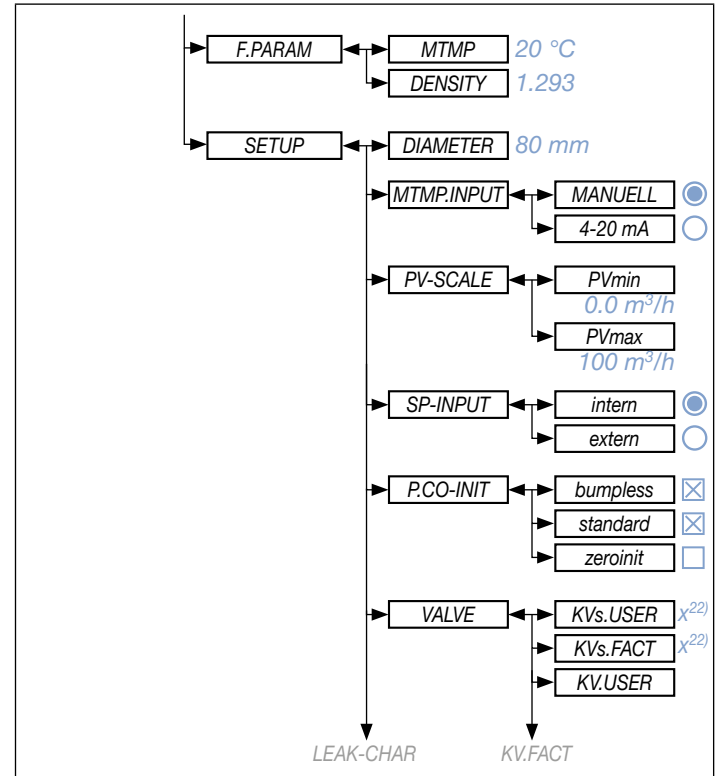 F.PARAM MTMP 20 °C
DENSITY 1.293
SETUP DIAMETER 80 mm
MTMP.INPUT MANUELL
4-20 mA
PV-SCALE PVmin
0.0 m³/h
PVmax
100 m³/h
SP-INPUT intern
extern
P.CO-INIT bumpless
standard
zeroinit
VALVE KVs.USER x²²⁾
KVs.FACT x²²⁾
KV.USER
LEAK-CHAR KV.FACT